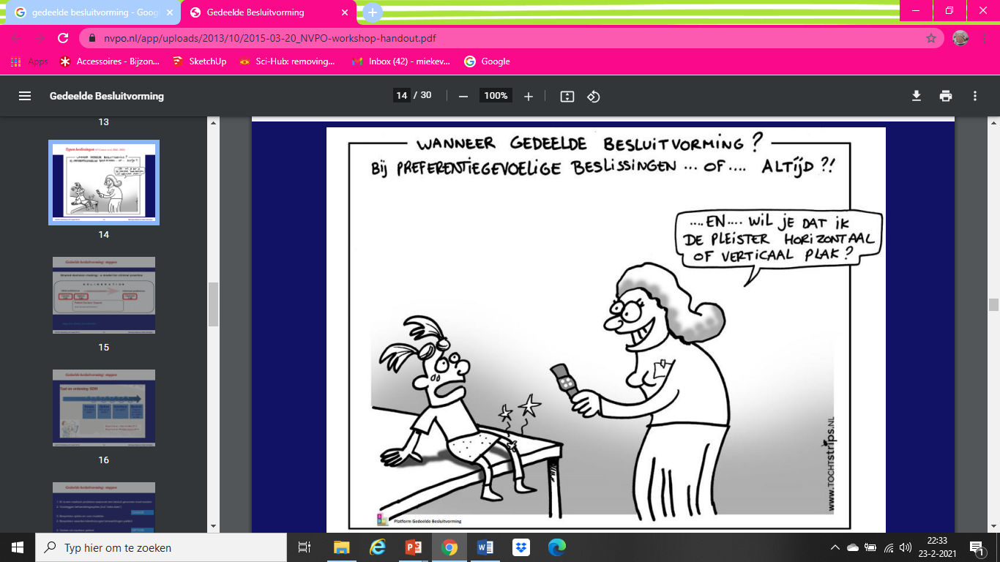 gedeelde besluitvorming - Goog
Gedeelde Besluitvorming
nvpo.nl/app/uploads/2013/10/2015-03-20_NVPO-workshop-handout.pdf
Apps
Accessoires - Bijzon...
SketchUp
Sci-Hub: removing...
Inbox (42) - miekev...
Google
Gedeelde Besluitvorming
14 / 30
100%
13
14
15
16
WANNEER GEDEELDE BESLUITVORMING?
Bij PREFERENTIEGEVOELIGE BESLISSINGEN ... OF .... ALTIJD ?!
....EN.... WIL JE DAT IK
DE PLEISTER HORIZONTAAL
OF VERTICAAL PLAK?
www.TOCHTstrips.NL
Platform Gedeelde Besluitvorming
Typ hier om te zoeken
22:33
23-2-2021
1